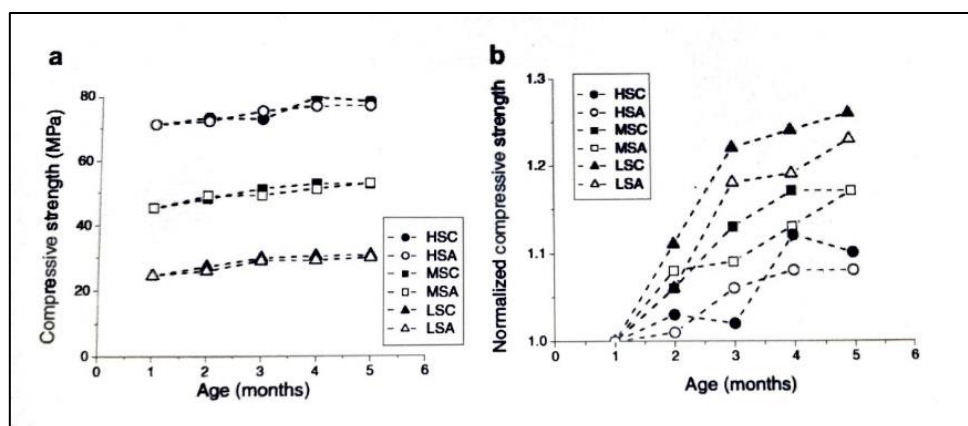 a
Compressive strength (MPa)
80
60
40
20
0
0 1 2 3 4 5 6
Age (months)
HSC
HSA
MSC
MSA
LSC
LSA
b
Normalized compressive strength
1.3
1.2
1.1
1.0
0 1 2 3 4 5 6
Age (months)
HSC
HSA
MSC
MSA
LSC
LSA